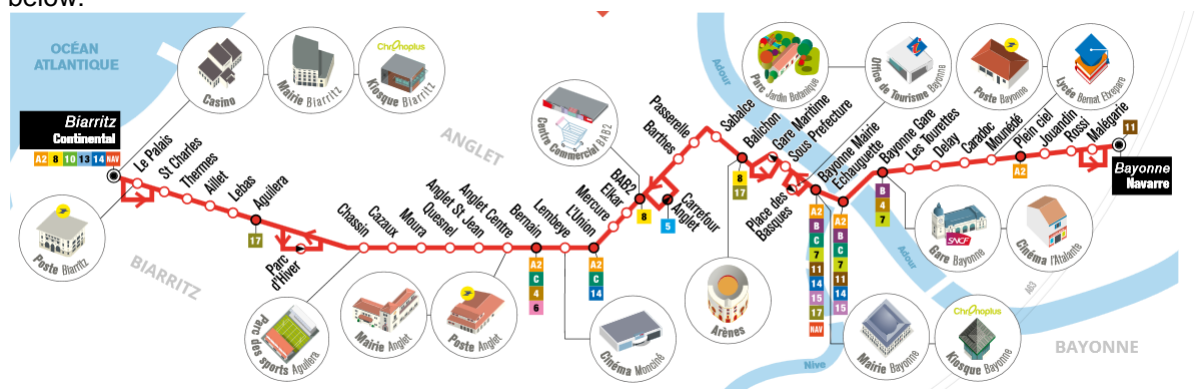 below.
OCÉAN
ATLANTIQUE
Casino
Mairie Biarritz
Chronoplus
Kiosque Biarritz
Biarritz
Continental
A2 8 10 13 14 NAV
Poste Biarritz
BIARRITZ
ANGLET
BAYONNE
Le Palais
St Charles
Thermes
Aillet
Lebas
Aguilera
17
Parc
d'Hiver
Chassin
Cazaux
Moura
Quesnel
Anglet St Jean
Anglet Centre
Bernain
A2
C
4
6
Lembeye
L'Union
A2
C
14
Mercure
Elkar
BAB2
8
Carrefour
Anglet
5
Barthes
Passerelle
Sabalce
Balichon
8
17
Gare Maritime
Sous
Préfecture
Place des
Basques
Bayonne Mairie
A2
B
C
7
11
14
15
17
NAV
Echauguette
A2
B
C
7
11
14
15
Bayonne Gare
B
4
7
Les Tourettes
Delay
Caradoc
Mounédé
Plein ciel
A2
Jouandin
Rossi
Malégarie
11
Bayonne
Navarre
Parc des sports Aguilera
Mairie Anglet
Poste Anglet
Cinéma Monciné
Centre Commercial BAB2
Arènes
Parc Jardin Botanique
Office de Tourisme Bayonne
Poste Bayonne
Lycée Bernat Etxepare
SNCF
Gare Bayonne
Cinéma l'Atalante
Mairie Bayonne
Chronoplus
Kiosque Bayonne
Adour
Adour
Nive
A63